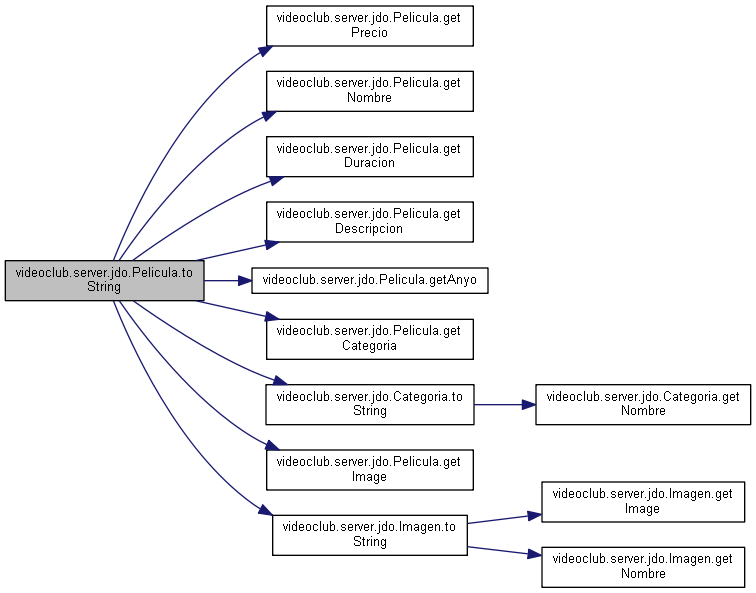 videoclub.server.jdo.Pelicula.to
String
videoclub.server.jdo.Pelicula.get
Precio
videoclub.server.jdo.Pelicula.get
Nombre
videoclub.server.jdo.Pelicula.get
Duracion
videoclub.server.jdo.Pelicula.get
Descripcion
videoclub.server.jdo.Pelicula.getAnyo
videoclub.server.jdo.Pelicula.get
Categoria
videoclub.server.jdo.Categoria.to
String
videoclub.server.jdo.Categoria.get
Nombre
videoclub.server.jdo.Pelicula.get
Image
videoclub.server.jdo.Imagen.to
String
videoclub.server.jdo.Imagen.get
Image
videoclub.server.jdo.Imagen.get
Nombre